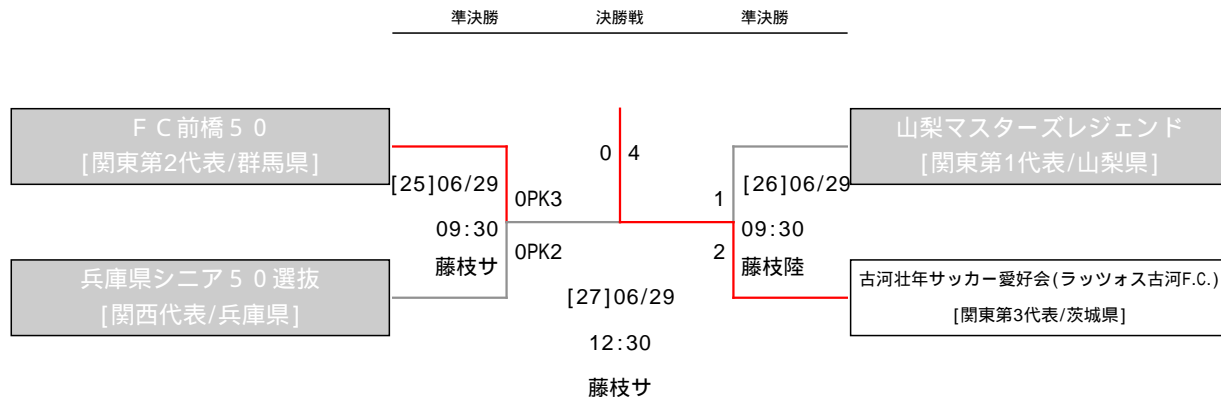 準決勝 決勝戦 準決勝
ＦＣ前橋５０
[関東第2代表/群馬県]
山梨マスターズレジェンド
[関東第1代表/山梨県]
0 4
[25]06/29
0PK3
1
[26]06/29
09:30
0PK2
藤枝サ
2
09:30
藤枝陸
兵庫県シニア５０選抜
[関西代表/兵庫県]
古河壮年サッカー愛好会(ラッツォス古河F.C.)
[関東第3代表/茨城県]
[27]06/29
12:30
藤枝サ